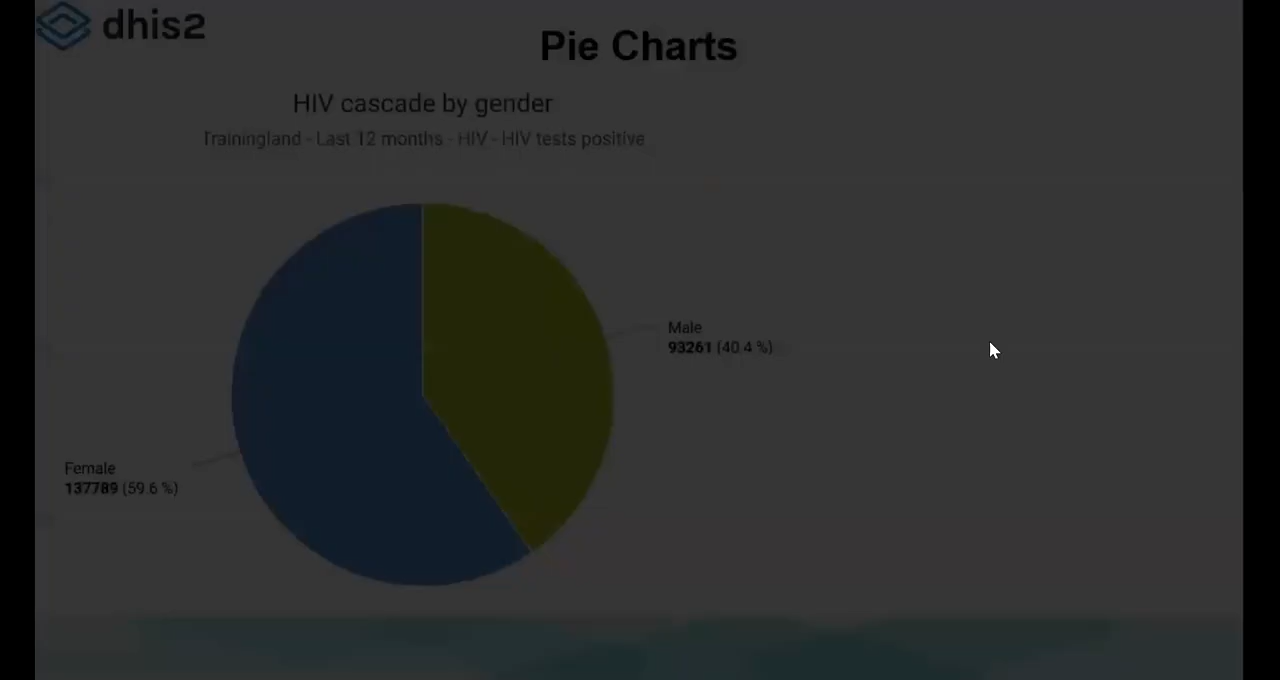 dhis2
Pie Charts
HIV cascade by gender
Trainingland - Last 12 months - HIV - HIV tests positive
Male
93261 (40.4 %)
Female
137789 (59.6 %)